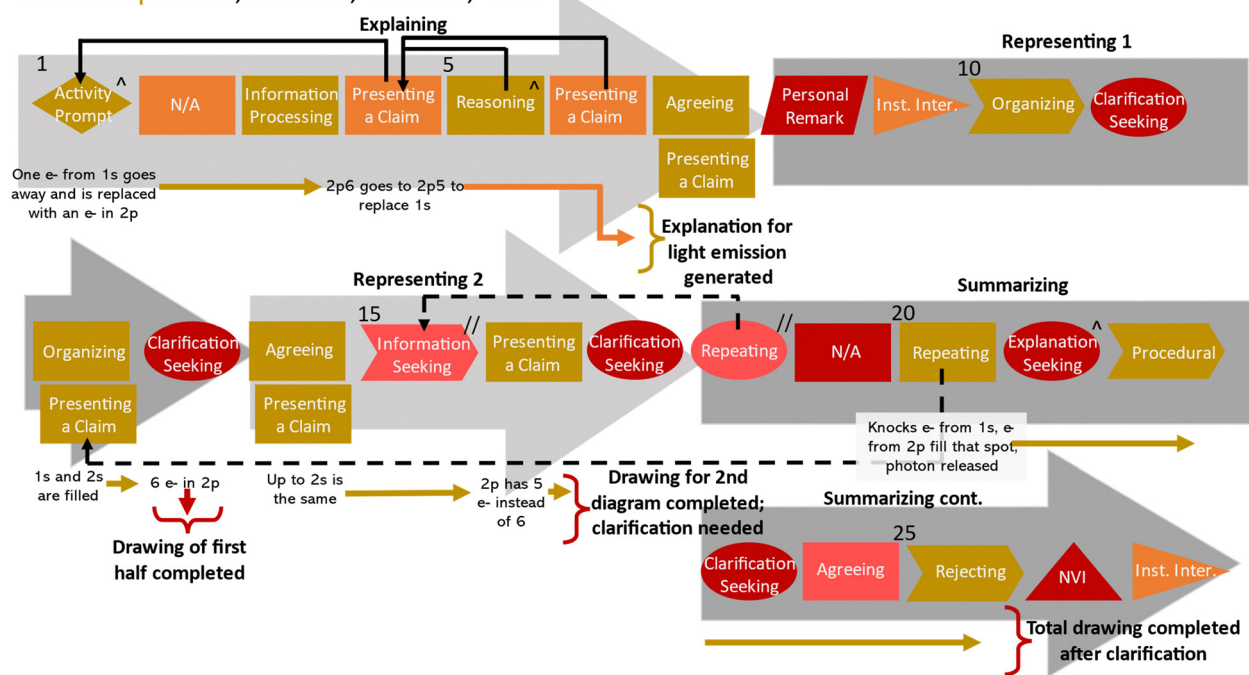 Explaining
Representing 1
1
5
10
Activity
Prompt
^
N/A
Information
Processing
Presenting
a Claim
Reasoning
^
Presenting
a Claim
Agreeing
Presenting
a Claim
Personal
Remark
Inst. Inter.
Organizing
Clarification
Seeking
One e- from 1s goes
away and is replaced
with an e- in 2p
2p6 goes to 2p5 to
replace 1s
Explanation for
light emission
generated
Representing 2
Summarizing
15
20
Organizing
Presenting
a Claim
Clarification
Seeking
Agreeing
Presenting
a Claim
Information
Seeking
//
Presenting
a Claim
Clarification
Seeking
Repeating
//
N/A
Repeating
Explanation
Seeking
^
Procedural
Knocks e- from 1s, e-
from 2p fill that spot,
photon released
1s and 2s
are filled
6 e- in 2p
Drawing of first
half completed
Up to 2s is
the same
2p has 5
e- instead
of 6
Drawing for 2nd
diagram completed;
clarification needed
Summarizing cont.
25
Clarification
Seeking
Agreeing
Rejecting
NVI
Inst. Inter.
Total drawing completed
after clarification